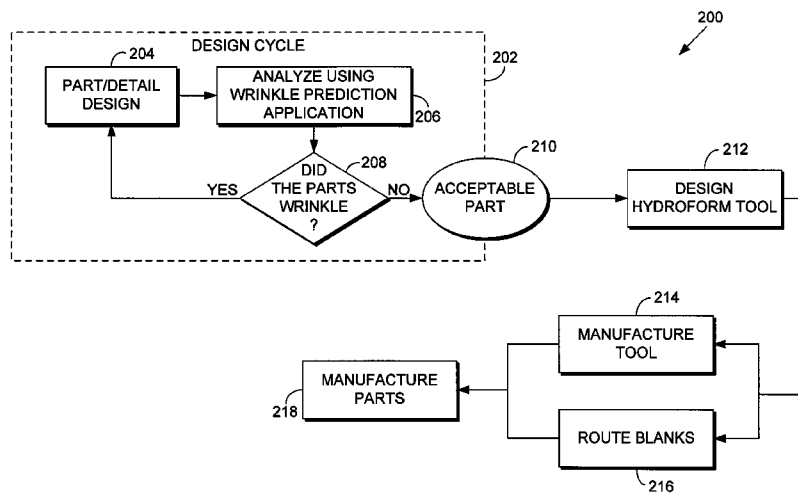 200
DESIGN CYCLE
202
204
PART/DETAIL
DESIGN
ANALYZE USING
WRINKLE PREDICTION
APPLICATION
206
208
DID
THE PARTS
WRINKLE
?
YES
NO
210
ACCEPTABLE
PART
212
DESIGN
HYDROFORM TOOL
214
MANUFACTURE
TOOL
MANUFACTURE
PARTS
218
ROUTE BLANKS
216